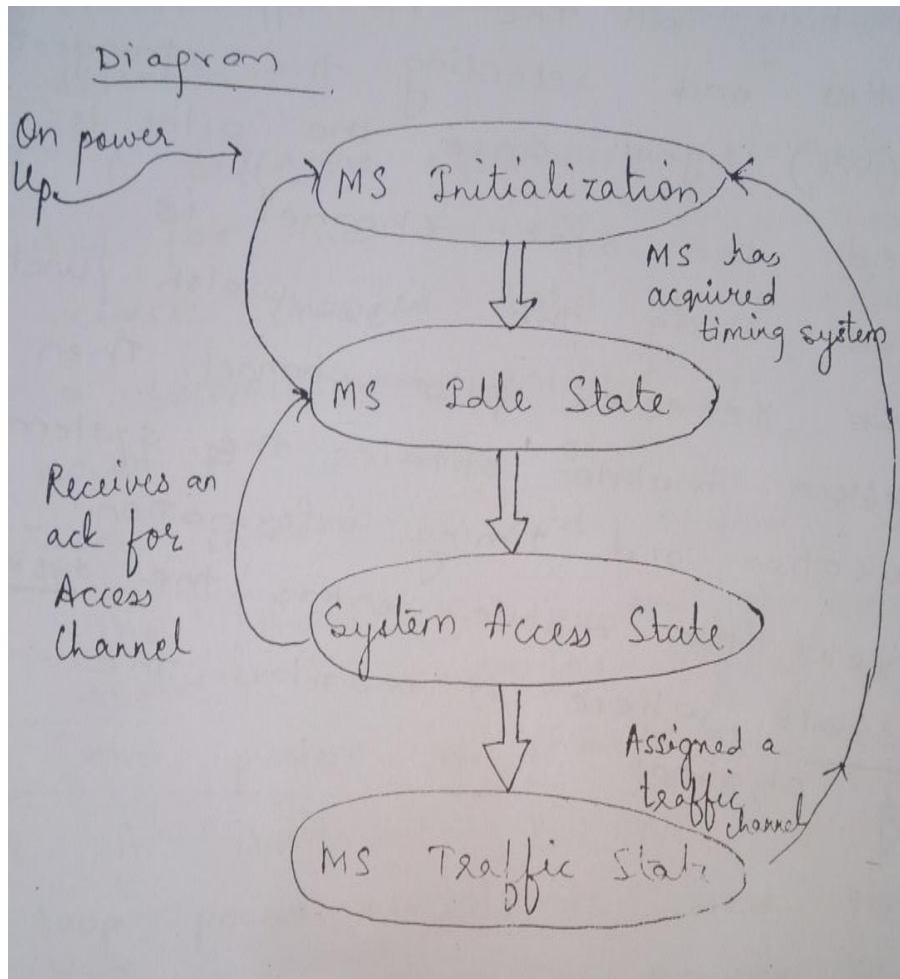 Diagram
On power
Up
MS Initialization
MS has
acquired
timing system
MS Idle State
Receives an
ack for
Access
Channel
System Access State
Assigned a
traffic
channel
MS Traffic State